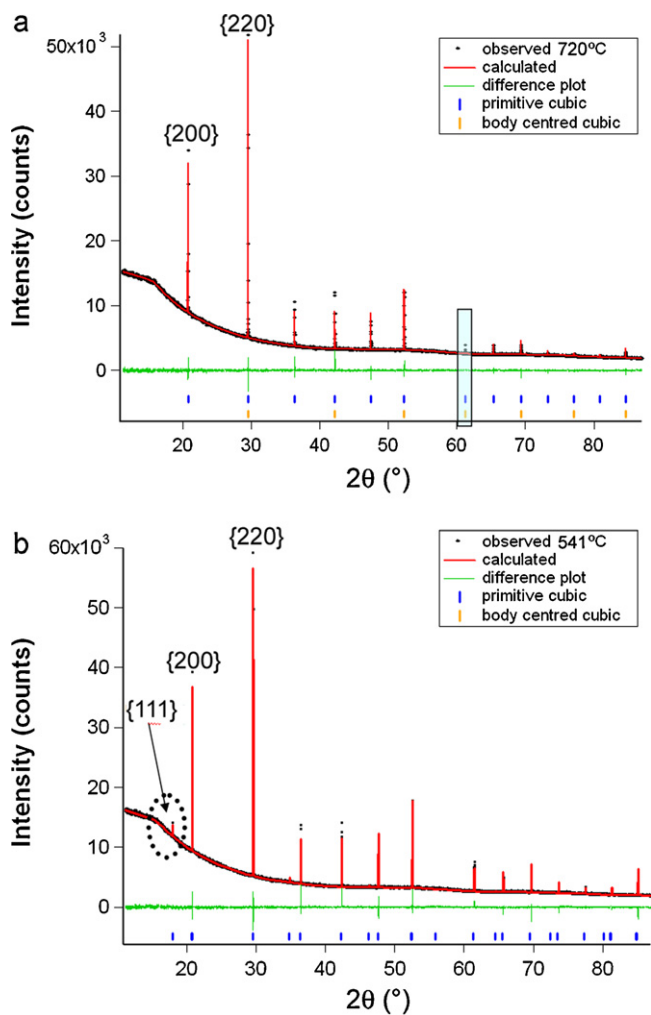 a
{220}
50x10³
observed 720ºC
calculated
difference plot
primitive cubic
body centred cubic
{200}
40
30
20
10
0
Intensity (counts)
20 30 40 50 60 70 80
2θ (°)
b
{220}
60x10³
observed 541ºC
calculated
difference plot
primitive cubic
body centred cubic
50
{200}
40
{111}
30
20
10
0
Intensity (counts)
20 30 40 50 60 70 80
2θ (°)